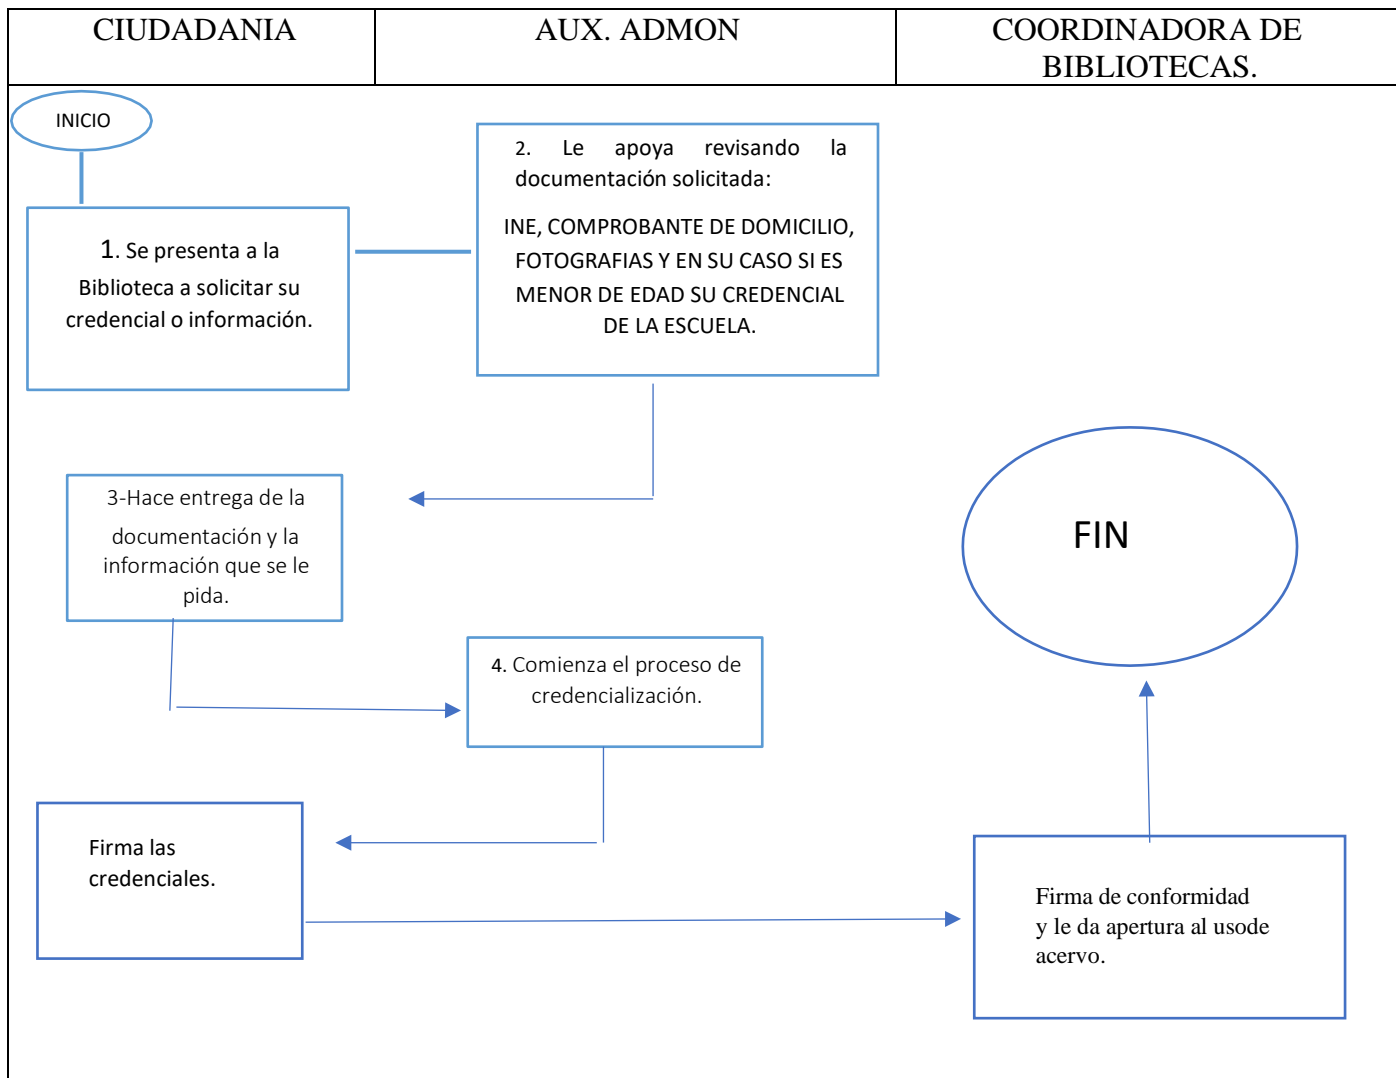 CIUDADANIA
AUX. ADMON
COORDINADORA DE
BIBLIOTECAS.
INICIO
1. Se presenta a la
Biblioteca a solicitar su
credencial o información.
2. Le apoya revisando la
documentación solicitada:
INE, COMPROBANTE DE DOMICILIO,
FOTOGRAFIAS Y EN SU CASO SI ES
MENOR DE EDAD SU CREDENCIAL
DE LA ESCUELA.
3-Hace entrega de la
documentación y la
información que se le
pida.
4. Comienza el proceso de
credencialización.
Firma las
credenciales.
Firma de conformidad
y le da apertura al usode
acervo.
FIN